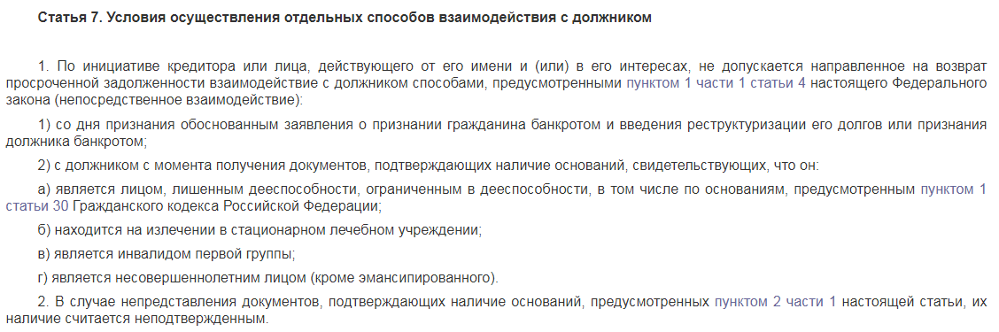 Статья 7. Условия осуществления отдельных способов взаимодействия с должником
1. По инициативе кредитора или лица, действующего от его имени и (или) в его интересах, не допускается направленное на возврат
просроченной задолженности взаимодействие с должником способами, предусмотренными пунктом 1 части 1 статьи 4 настоящего Федерального
закона (непосредственное взаимодействие):
1) со дня признания обоснованным заявления о признании гражданина банкротом и введения реструктуризации его долгов или признания
должника банкротом;
2) с должником с момента получения документов, подтверждающих наличие оснований, свидетельствующих, что он:
а) является лицом, лишенным дееспособности, ограниченным в дееспособности, в том числе по основаниям, предусмотренным пунктом 1
статьи 30 Гражданского кодекса Российской Федерации;
б) находится на излечении в стационарном лечебном учреждении;
в) является инвалидом первой группы;
г) является несовершеннолетним лицом (кроме эмансипированного).
2. В случае непредставления документов, подтверждающих наличие оснований, предусмотренных пунктом 2 части 1 настоящей статьи, их
наличие считается неподтвержденным.